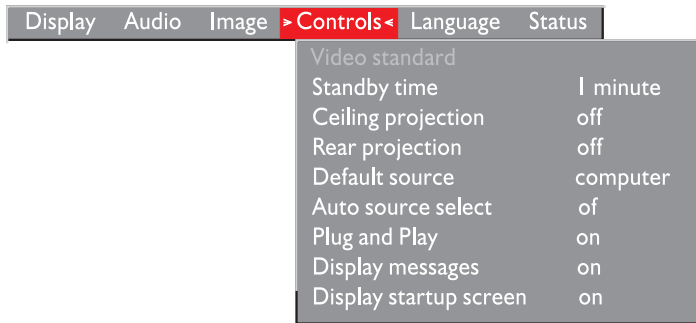 Display Audio Image >Controls< Language Status
Video standard
Standby time 1 minute
Ceiling projection off
Rear projection off
Default source computer
Auto source select of
Plug and Play on
Display messages on
Display startup screen on